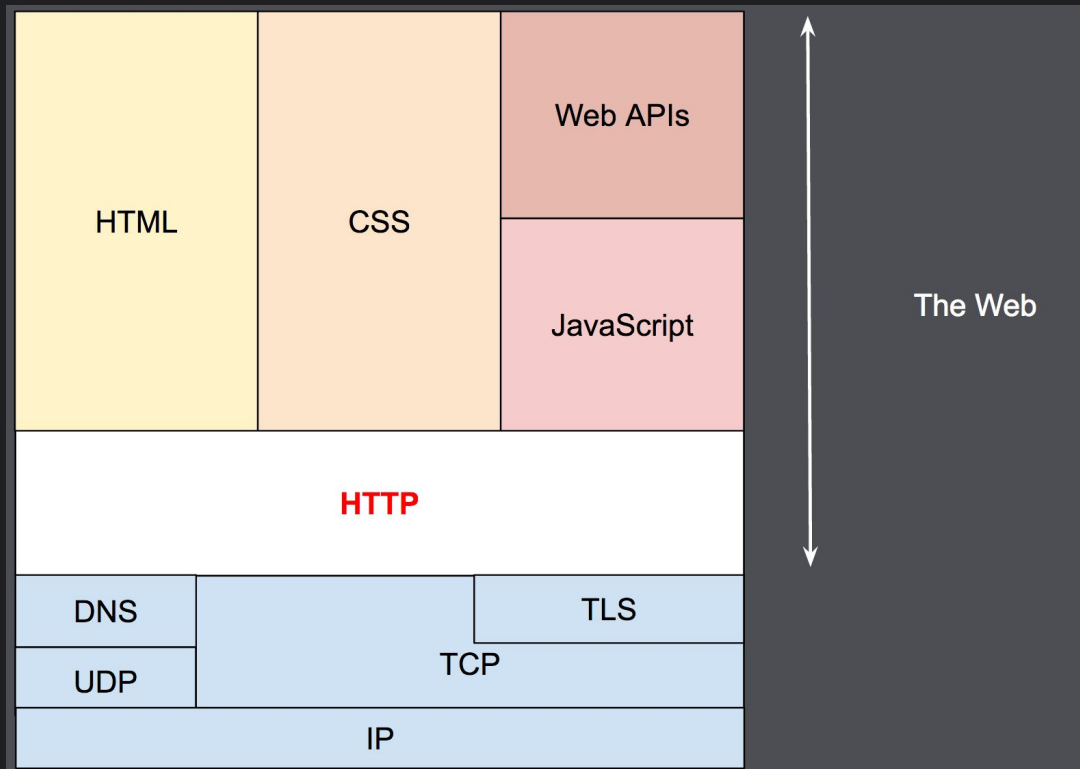 Web APIs
HTML
CSS
JavaScript
The Web
HTTP
DNS
TLS
UDP
TCP
IP